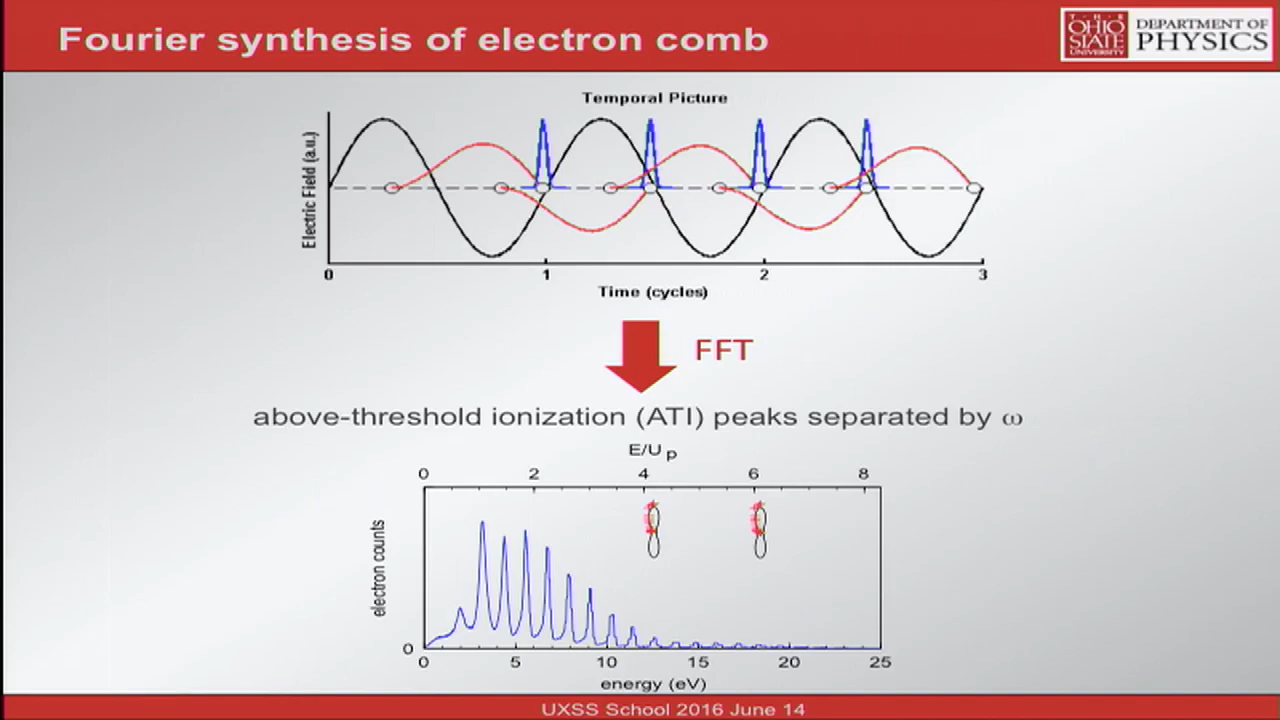 Fourier synthesis of electron comb
THE
OHIO
STATE
UNIVERSITY
DEPARTMENT OF
PHYSICS
Temporal Picture
Electric Field (a.u.)
0 1 2 3
Time (cycles)
FFT
above-threshold ionization (ATI) peaks separated by ω
E/Up
0 2 4 6 8
electron counts
0
0 5 10 15 20 25
energy (eV)
UXSS School 2016 June 14